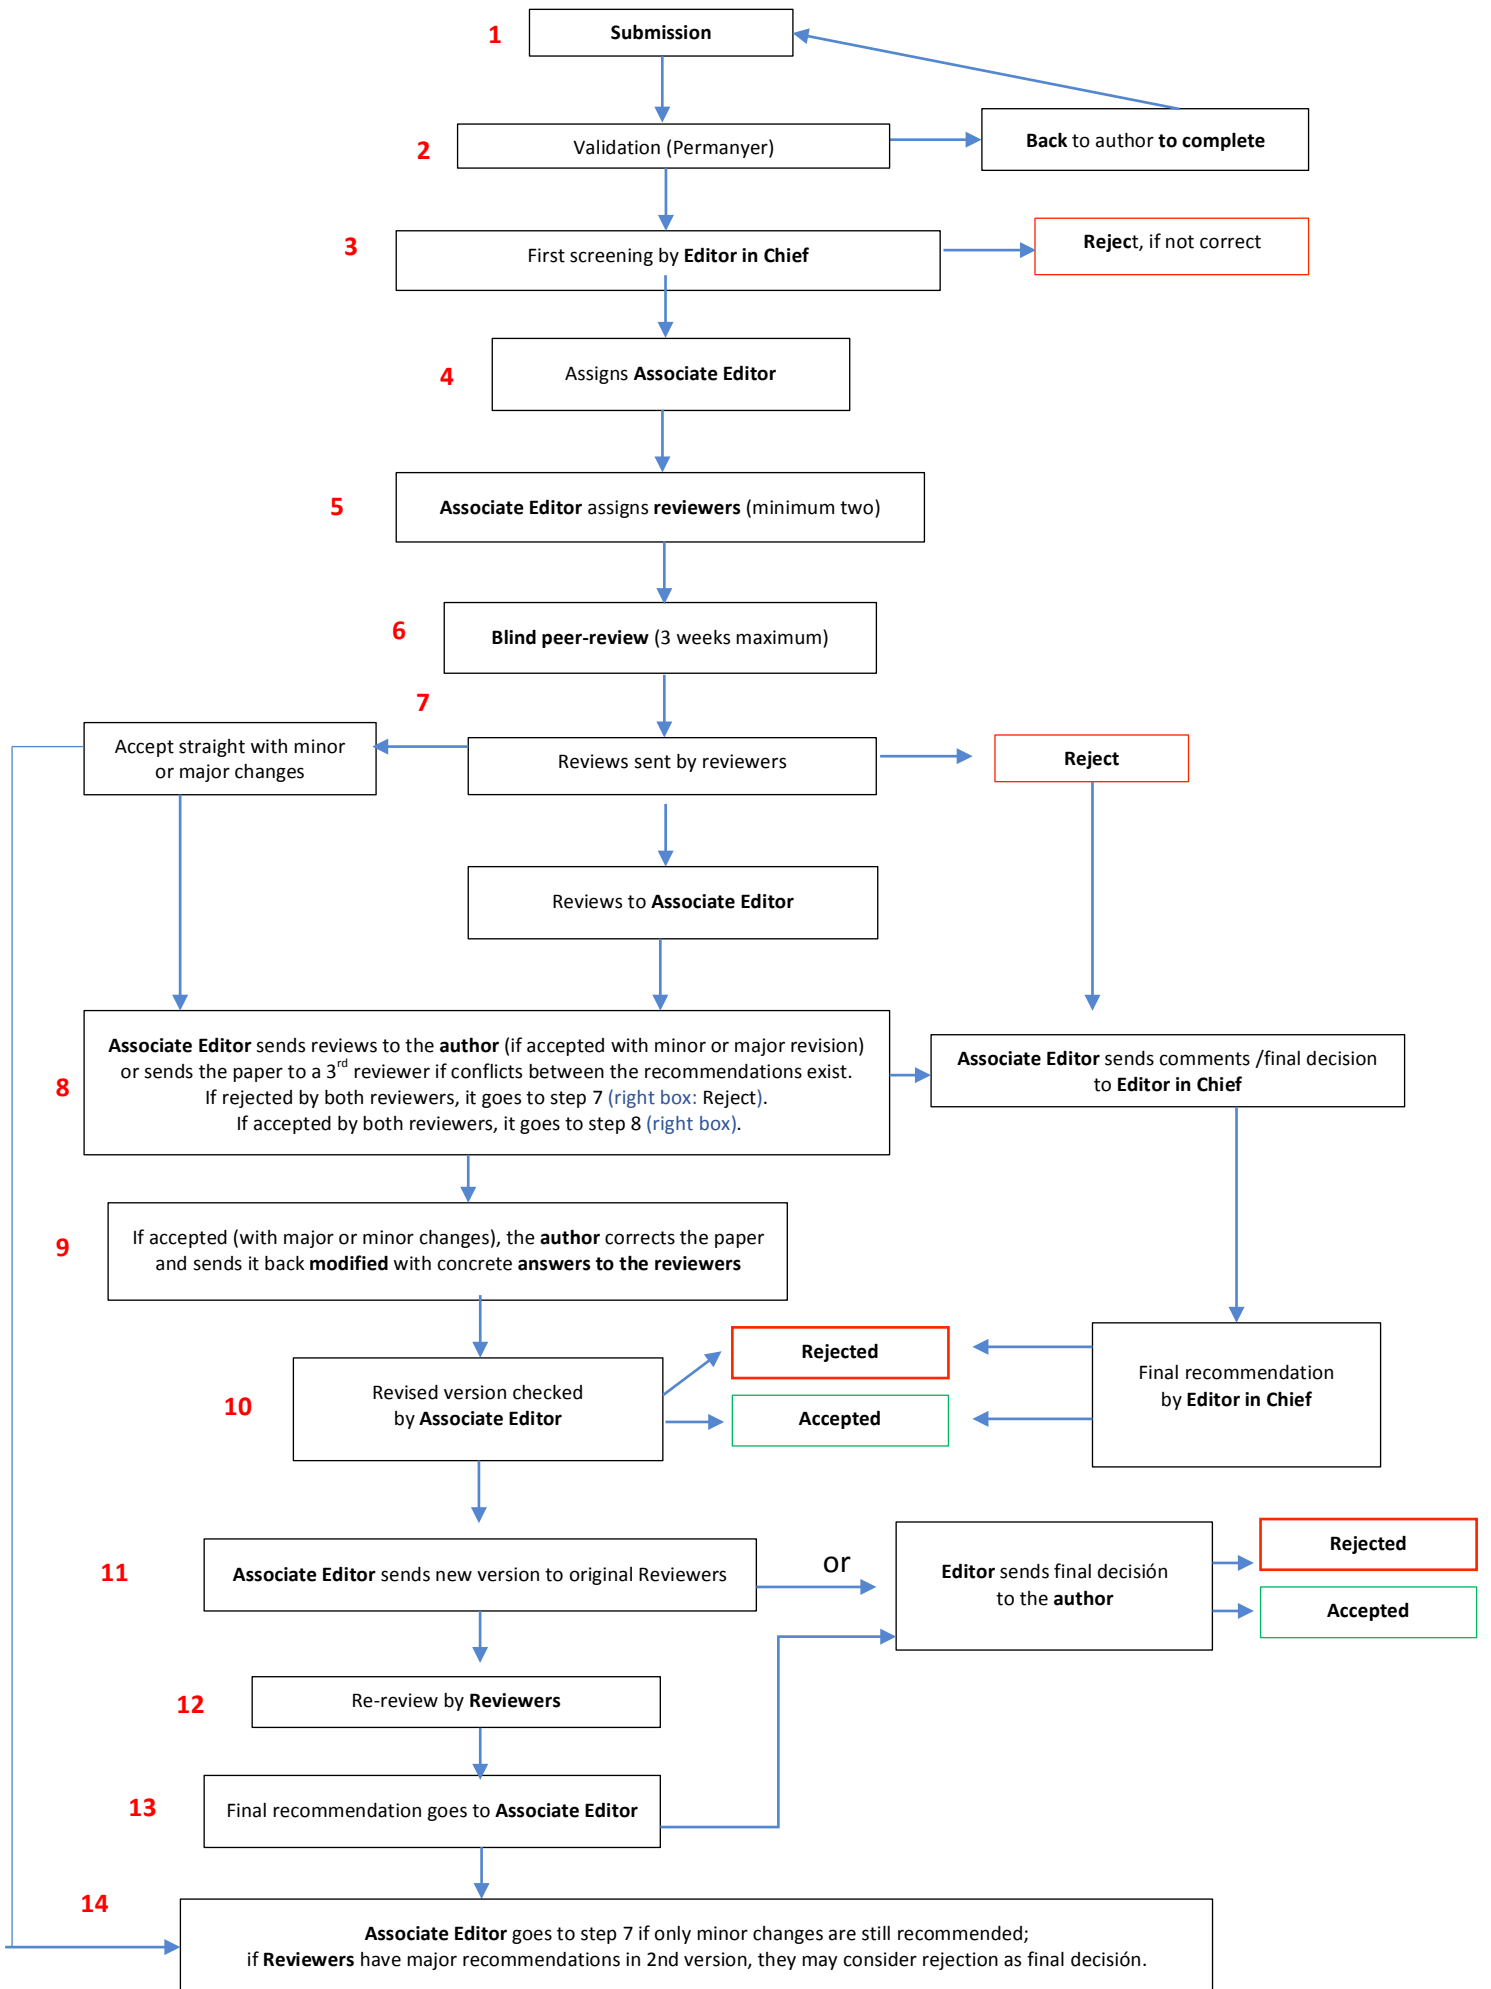 1
Submission
Back to author to complete
2
Validation (Permanyer)
3
First screening by Editor in Chief
Reject, if not correct
4
Assigns Associate Editor
5
Associate Editor assigns reviewers (minimum two)
6
Blind peer-review (3 weeks maximum)
7
Accept straight with minor
or major changes
Reviews sent by reviewers
Reject
Reviews to Associate Editor
8
Associate Editor sends reviews to the author (if accepted with minor or major revision)
or sends the paper to a 3rd reviewer if conflicts between the recommendations exist.
If rejected by both reviewers, it goes to step 7 (right box: Reject).
If accepted by both reviewers, it goes to step 8 (right box).
Associate Editor sends comments /final decision
to Editor in Chief
9
If accepted (with major or minor changes), the author corrects the paper
and sends it back modified with concrete answers to the reviewers
10
Revised version checked
by Associate Editor
Rejected
Accepted
Final recommendation
by Editor in Chief
11
Associate Editor sends new version to original Reviewers
or
Editor sends final decisión
to the author
Rejected
Accepted
12
Re-review by Reviewers
13
Final recommendation goes to Associate Editor
14
Associate Editor goes to step 7 if only minor changes are still recommended;
if Reviewers have major recommendations in 2nd version, they may consider rejection as final decisión.